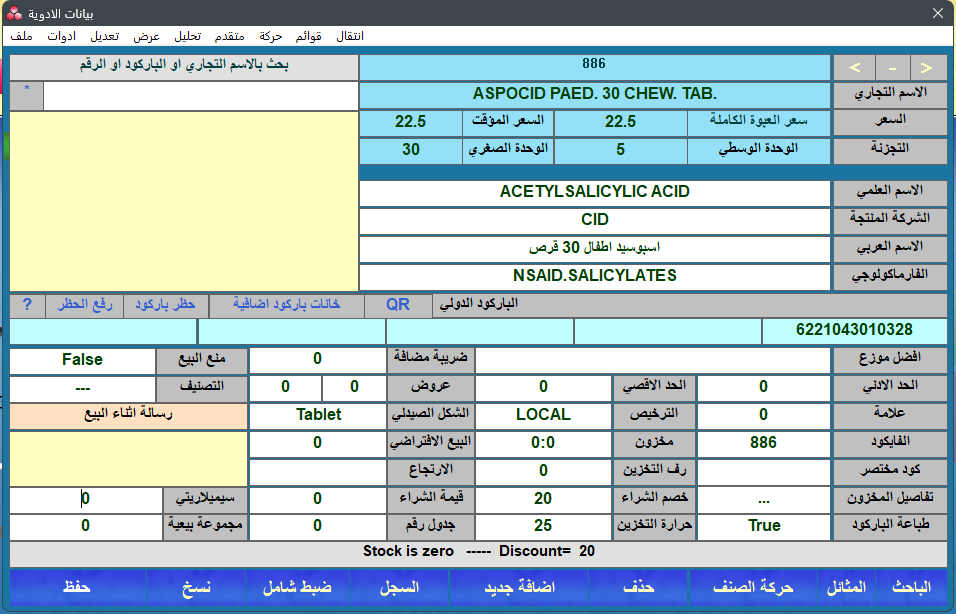 بيانات الادوية
ملف ادوات تعديل عرض تحليل متقدم حركة قوائم انتقال
بحث بالاسم التجاري او الباركود او الرقم
886
< - >
*
الاسم التجاري ASPOCID PAED. 30 CHEW. TAB.
السعر سعر العبوة الكاملة 22.5 السعر المؤقت 22.5
التجزئة الوحدة الوسطي 5 الوحدة الصغري 30
الاسم العلمي ACETYLSALICYLIC ACID
الشركة المنتجة CID
الاسم العربي اسبوسيد اطفال 30 قرص
الفارماكولوجي NSAID.SALICYLATES
الباركود الدولي QR خانات باركود اضافية حظر باركود رفع الحظر ?
6221043010328
افضل موزع ضريبة مضافة 0 منع البيع False
الحد الادني 0 الحد الاقصي 0 عروض 0 0 التصنيف ---
علامة 0 الترخيص LOCAL الشكل الصيدلي Tablet رسالة اثناء البيع
الفايكود 886 مخزون 0:0 البيع الافتراضي 0
كود مختصر رف التخزين 0 الارتجاع
تفاصيل المخزون ... خصم الشراء 20 قيمة الشراء 0 سيميلاريتي 0
طباعة الباركود True حرارة التخزين 25 جدول رقم 0 مجموعة بيعية 0
Stock is zero ----- Discount= 20
الباحث المثائل حركة الصنف حذف اضافة جديد السجل ضبط شامل نسخ حفظ